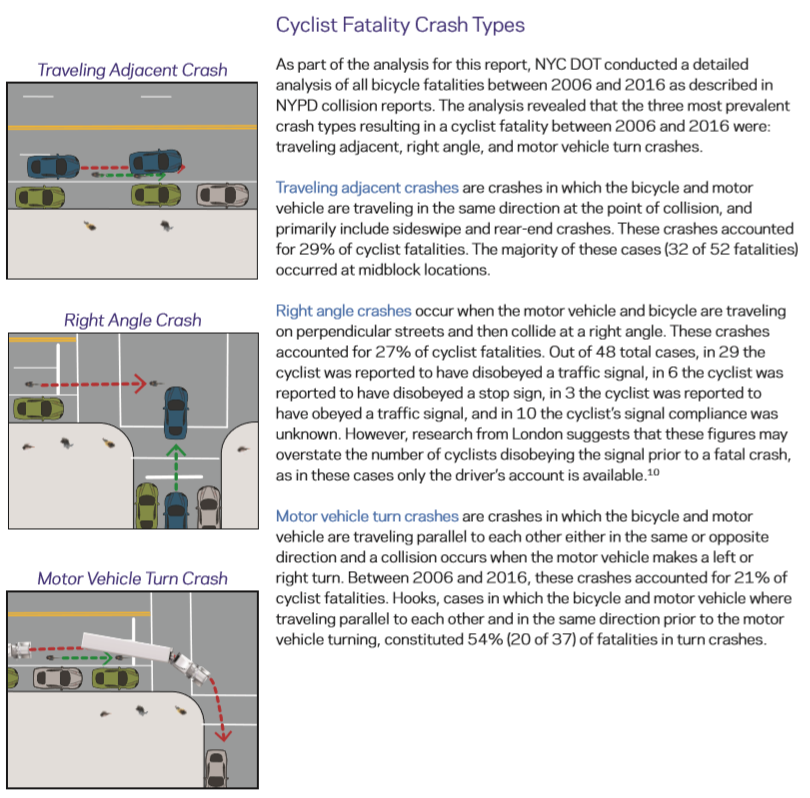 Cyclist Fatality Crash Types
As part of the analysis for this report, NYC DOT conducted a detailed
analysis of all bicycle fatalities between 2006 and 2016 as described in
NYPD collision reports. The analysis revealed that the three most prevalent
crash types resulting in a cyclist fatality between 2006 and 2016 were:
traveling adjacent, right angle, and motor vehicle turn crashes.
Traveling Adjacent Crash
Traveling adjacent crashes are crashes in which the bicycle and motor
vehicle are traveling in the same direction at the point of collision, and
primarily include sideswipe and rear-end crashes. These crashes accounted
for 29% of cyclist fatalities. The majority of these cases (32 of 52 fatalities)
occurred at midblock locations.
Right Angle Crash
Right angle crashes occur when the motor vehicle and bicycle are traveling
on perpendicular streets and then collide at a right angle. These crashes
accounted for 27% of cyclist fatalities. Out of 48 total cases, in 29 the
cyclist was reported to have disobeyed a traffic signal, in 6 the cyclist was
reported to have disobeyed a stop sign, in 3 the cyclist was reported to
have obeyed a traffic signal, and in 10 the cyclist's signal compliance was
unknown. However, research from London suggests that these figures may
overstate the number of cyclists disobeying the signal prior to a fatal crash,
as in these cases only the driver's account is available.¹⁰
Motor Vehicle Turn Crash
Motor vehicle turn crashes are crashes in which the bicycle and motor
vehicle are traveling parallel to each other either in the same or opposite
direction and a collision occurs when the motor vehicle makes a left or
right turn. Between 2006 and 2016, these crashes accounted for 21% of
cyclist fatalities. Hooks, cases in which the bicycle and motor vehicle where
traveling parallel to each other and in the same direction prior to the motor
vehicle turning, constituted 54% (20 of 37) of fatalities in turn crashes.